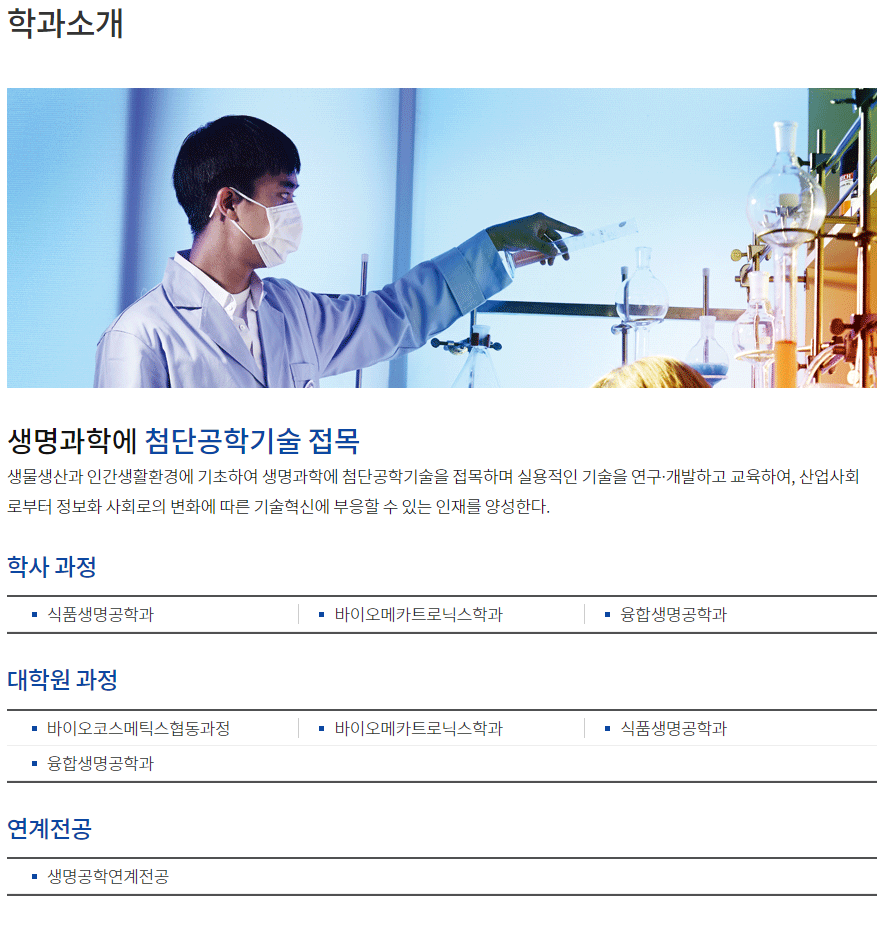 학과소개
생명과학에 첨단공학기술 접목
생물생산과 인간생활환경에 기초하여 생명과학에 첨단공학기술을 접목하며 실용적인 기술을 연구·개발하고 교육하여, 산업사회
로부터 정보화 사회로의 변화에 따른 기술혁신에 부응할 수 있는 인재를 양성한다.
학사 과정
식품생명공학과 바이오메카트로닉스학과 융합생명공학과
대학원 과정
바이오코스메틱스협동과정 바이오메카트로닉스학과 식품생명공학과
융합생명공학과
연계전공
생명공학연계전공